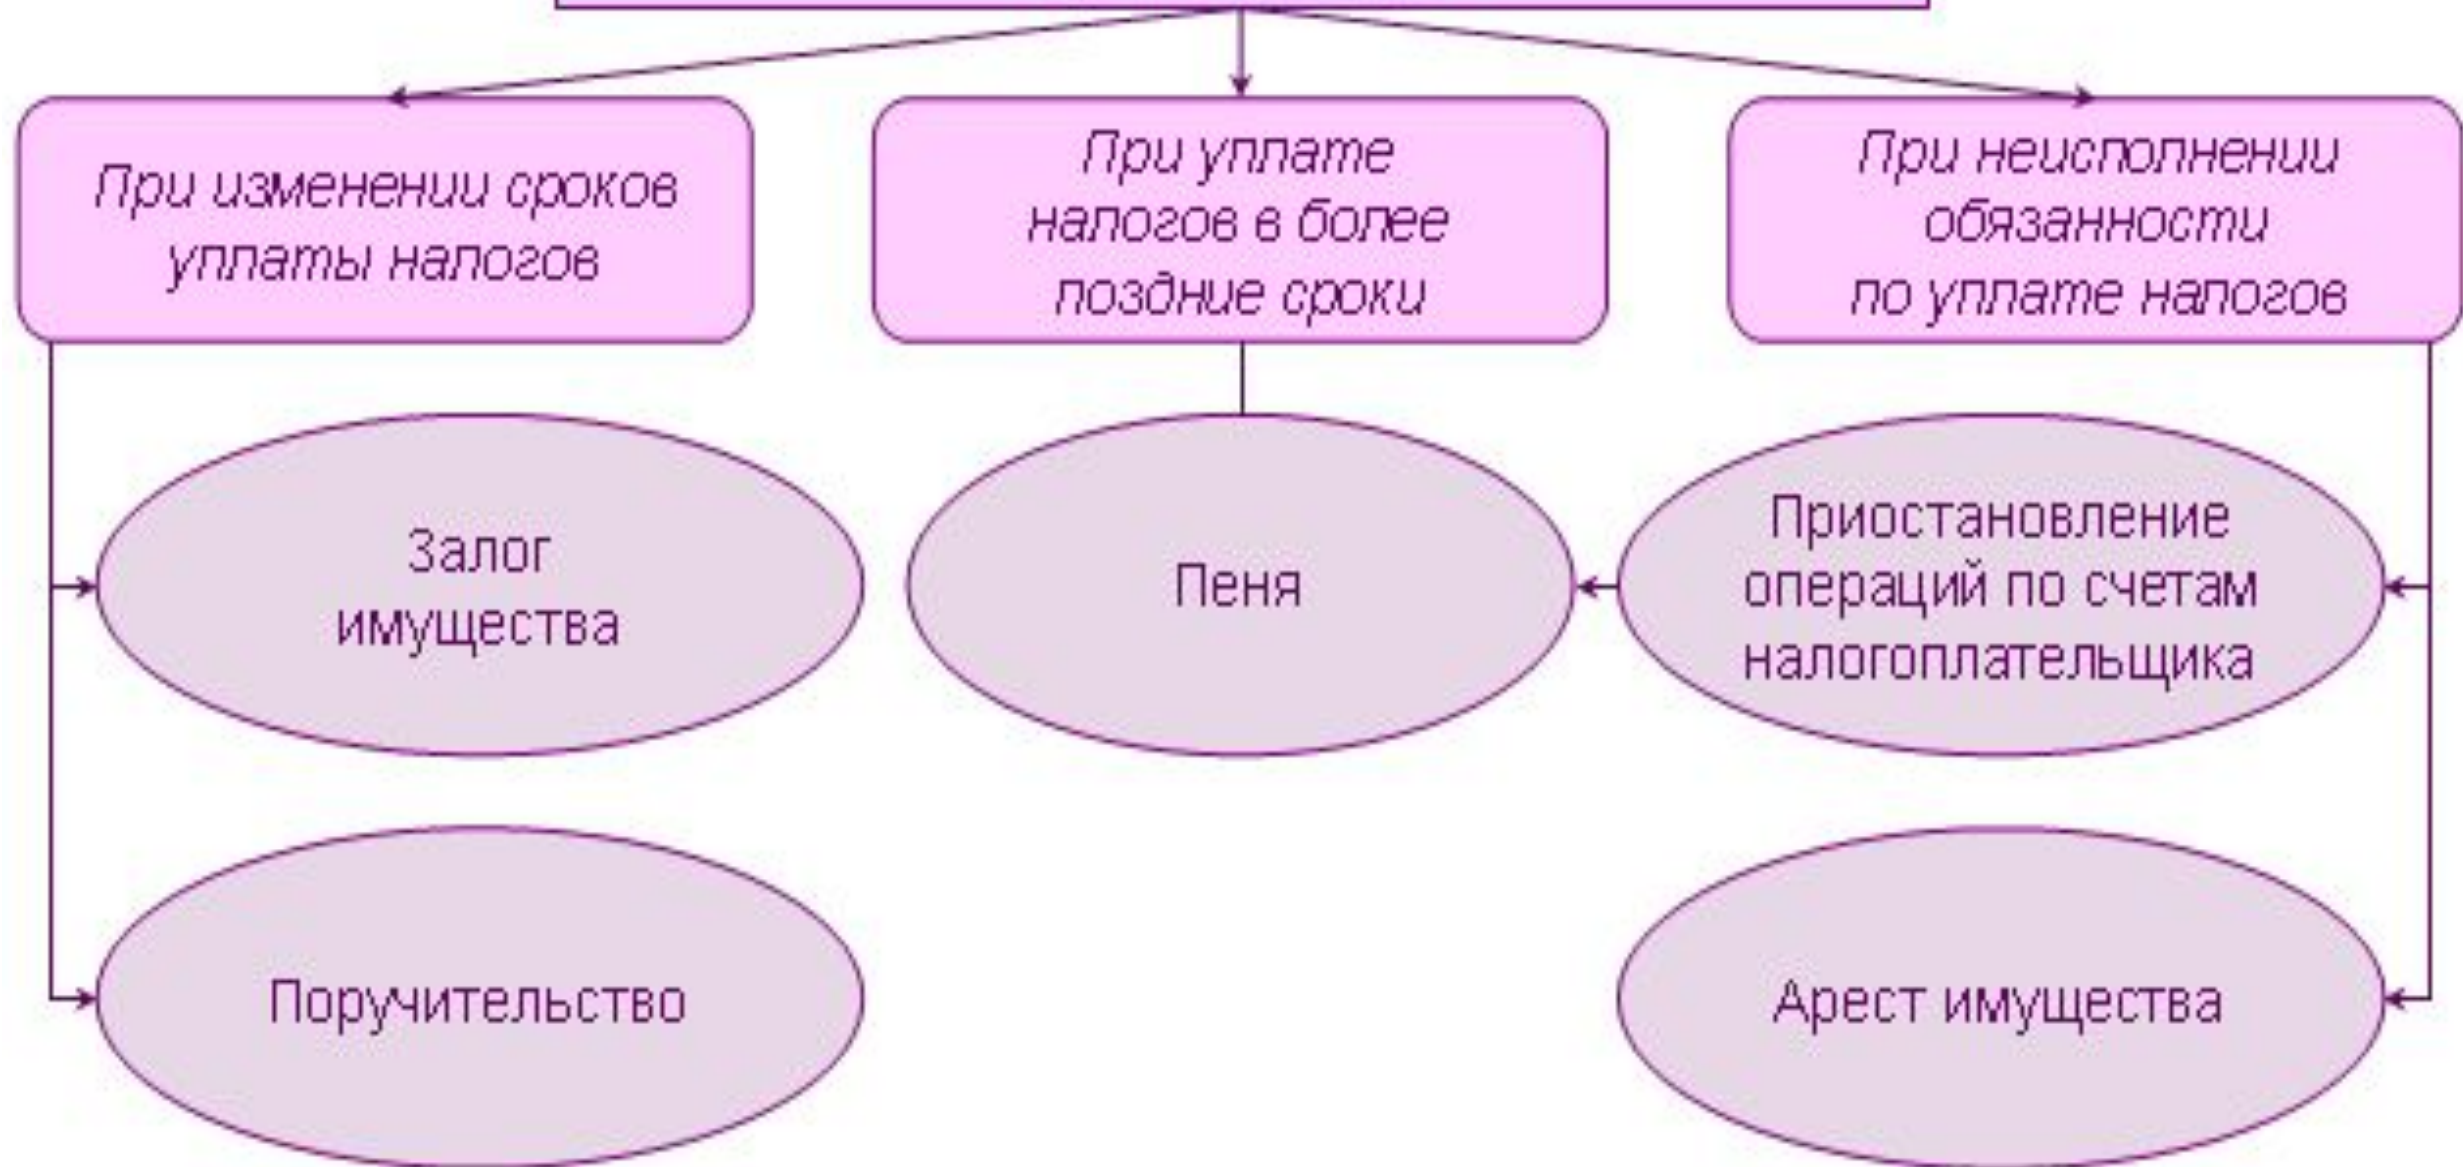 При изменении сроков
уплаты налогов
При уплате
налогов в более
поздние сроки
При неисполнении
обязанности
по уплате налогов
Залог
имущества
Пеня
Приостановление
операций по счетам
налогоплательщика
Поручительство
Арест имущества